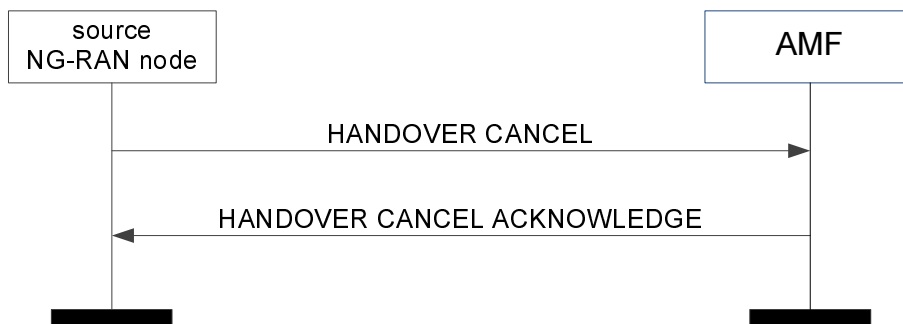 source
NG-RAN node
AMF
HANDOVER CANCEL
HANDOVER CANCEL ACKNOWLEDGE